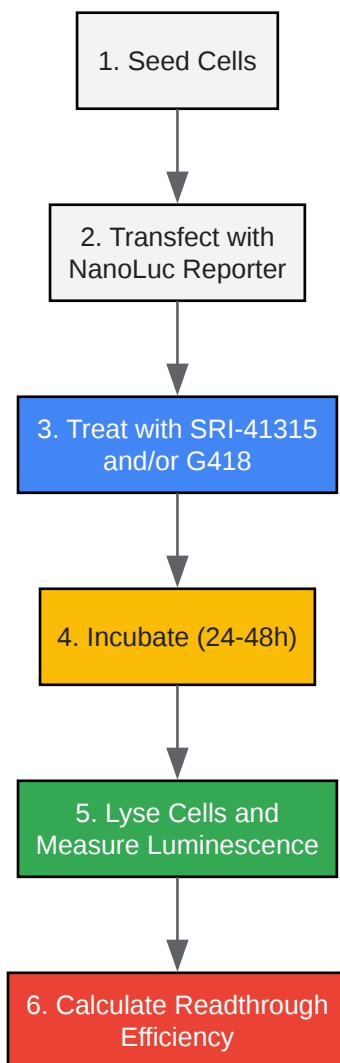 1. Seed Cells
2. Transfect with
NanoLuc Reporter
3. Treat with SRI-41315
and/or G418
4. Incubate (24-48h)
5. Lyse Cells and
Measure Luminescence
6. Calculate Readthrough
Efficiency